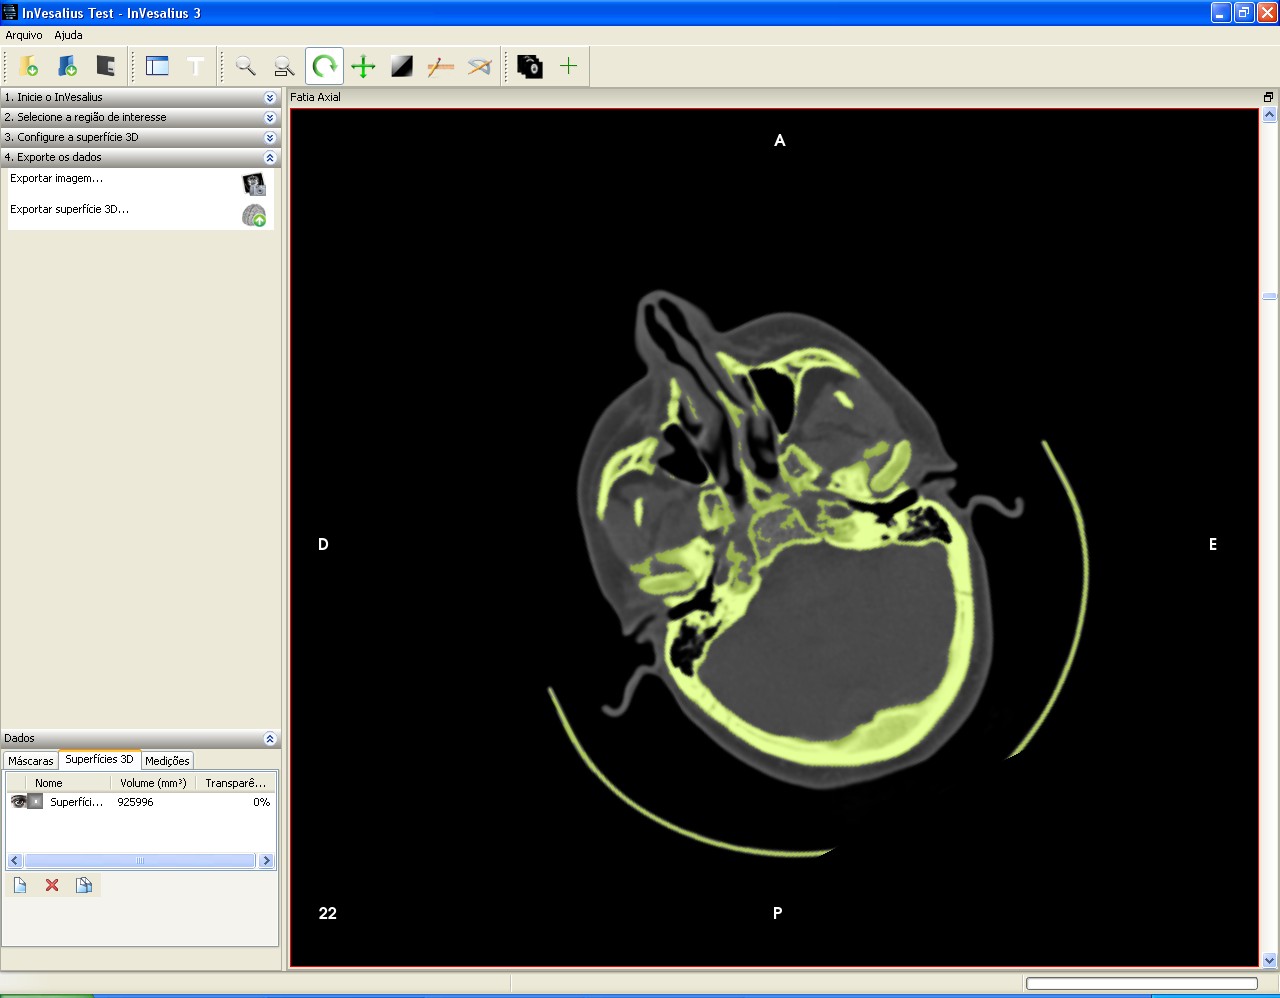 InVesalius Test - InVesalius 3
Arquivo Ajuda
1. Inicie o InVesalius
2. Selecione a região de interesse
3. Configure a superfície 3D
4. Exporte os dados
Exportar imagem...
Exportar superfície 3D...
Dados
Máscaras Superfícies 3D Medições
Nome Volume (mm³) Transparê...
Superfíci... 925996 0%
Fatia Axial
A
D E
22 P